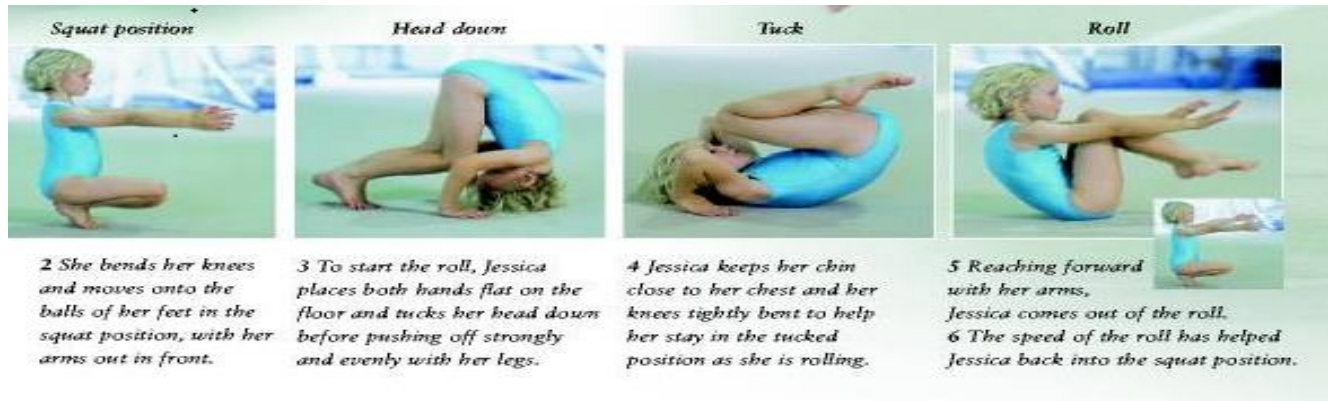 Squat position
Head down
Tuck
Roll
2 She bends her knees
and moves onto the
balls of her feet in the
squat position, with her
arms out in front.
3 To start the roll, Jessica
places both hands flat on the
floor and tucks her head down
before pushing off strongly
and evenly with her legs.
4 Jessica keeps her chin
close to her chest and her
knees tightly bent to help
her stay in the tucked
position as she is rolling.
5 Reaching forward
with her arms,
Jessica comes out of the roll.
6 The speed of the roll has helped
Jessica back into the squat position.